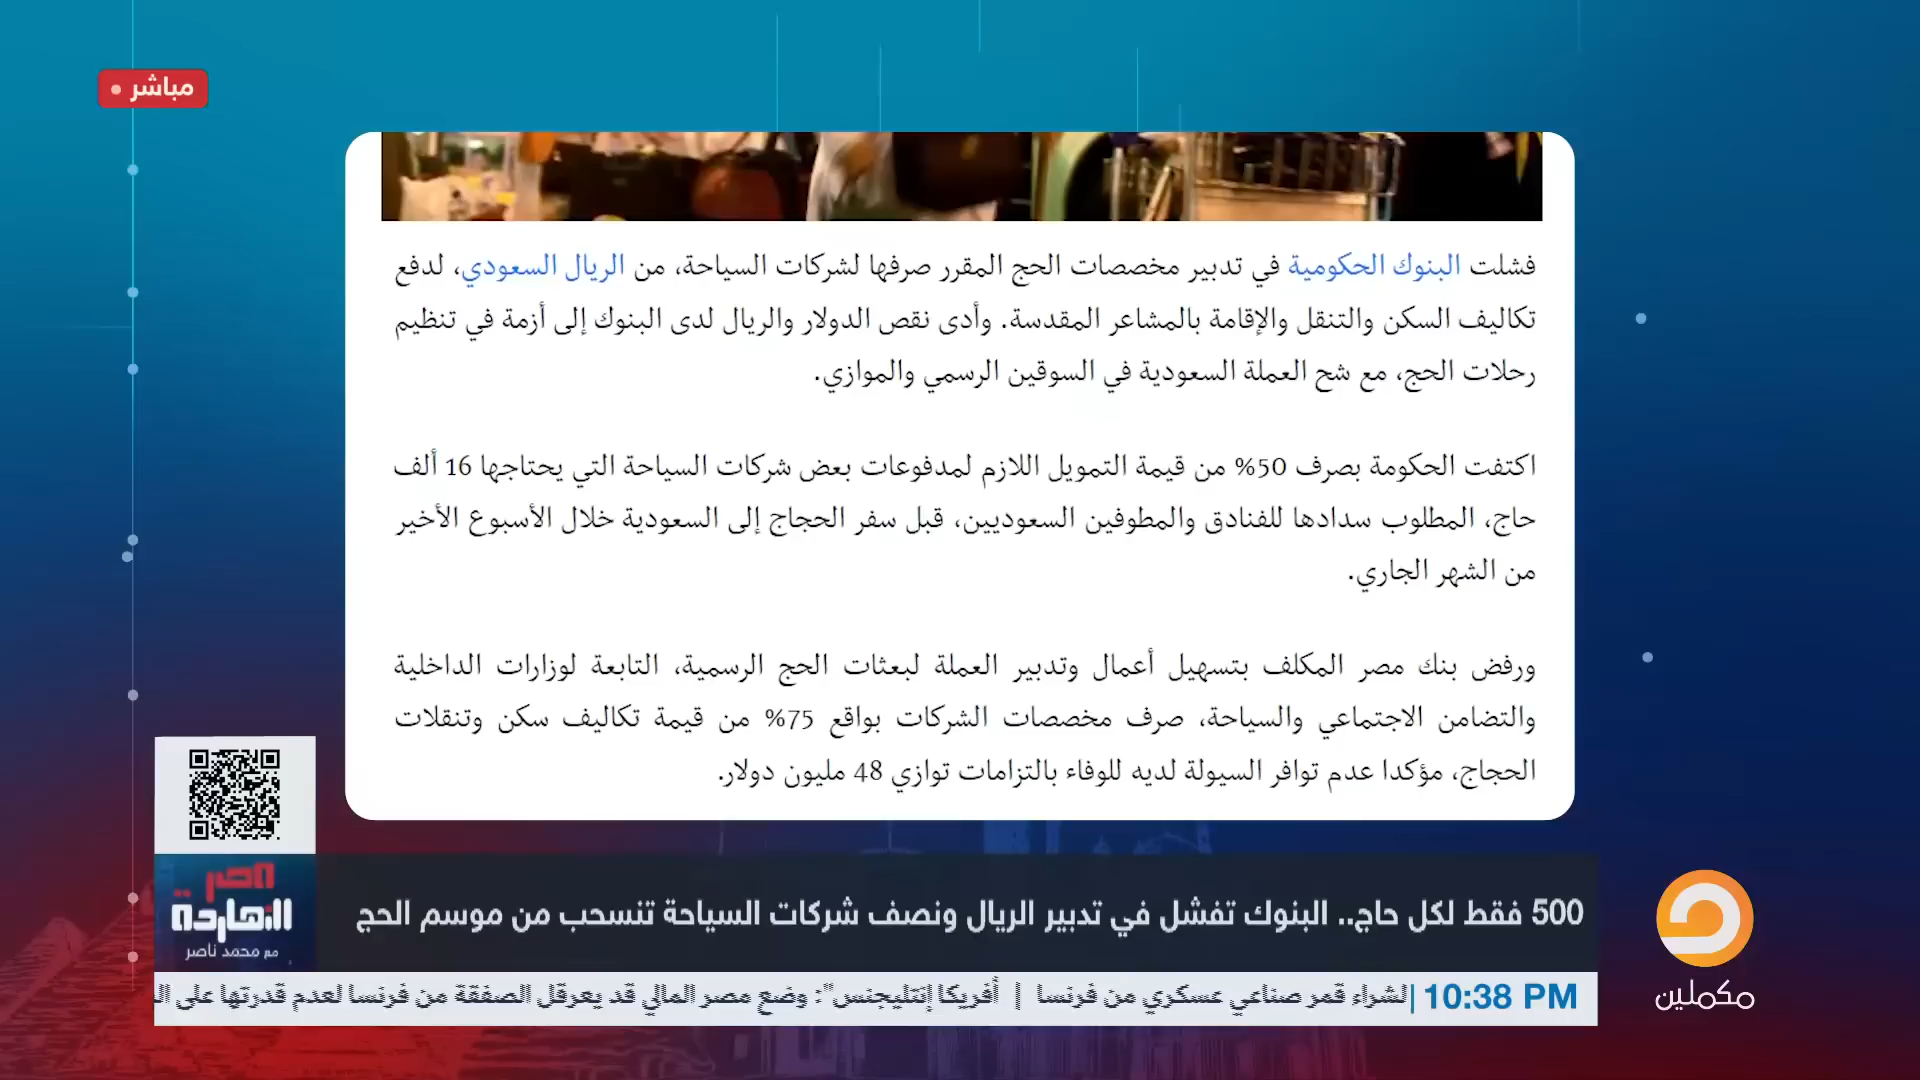 مباشر
فشلت البنوك الحكومية في تدبير مخصصات الحج المقرر صرفها لشركات السياحة، من الريال السعودي، لدفع
تكاليف السكن والتنقل والإقامة بالمشاعر المقدسة. وأدى نقص الدولار والريال لدى البنوك إلى أزمة في تنظيم
رحلات الحج، مع شح العملة السعودية في السوقين الرسمي والموازي.
اكتفت الحكومة بصرف 50% من قيمة التمويل اللازم لمدفوعات بعض شركات السياحة التي يحتاجها 16 ألف
حاج، المطلوب سدادها للفنادق والمطوفين السعوديين، قبل سفر الحجاج إلى السعودية خلال الأسبوع الأخير
من الشهر الجاري.
ورفض بنك مصر المكلف بتسهيل أعمال وتدبير العملة لبعثات الحج الرسمية، التابعة لوزارات الداخلية
والتضامن الاجتماعي والسياحة، صرف مخصصات الشركات بواقع 75% من قيمة تكاليف سكن وتنقلات
الحجاج، مؤكدا عدم توافر السيولة لديه للوفاء بالتزامات توازي 48 مليون دولار.
مصر
النهاردة
مع محمد ناصر
500 فقط لكل حاج.. البنوك تفشل في تدبير الريال ونصف شركات السياحة تنسحب من موسم الحج
10:38 PM
لشراء قمر صناعي عسكري من فرنسا | أفريكا إنتليجنس": وضع مصر المالي قد يعرقل الصفقة من فرنسا لعدم قدرتها على
مكملين